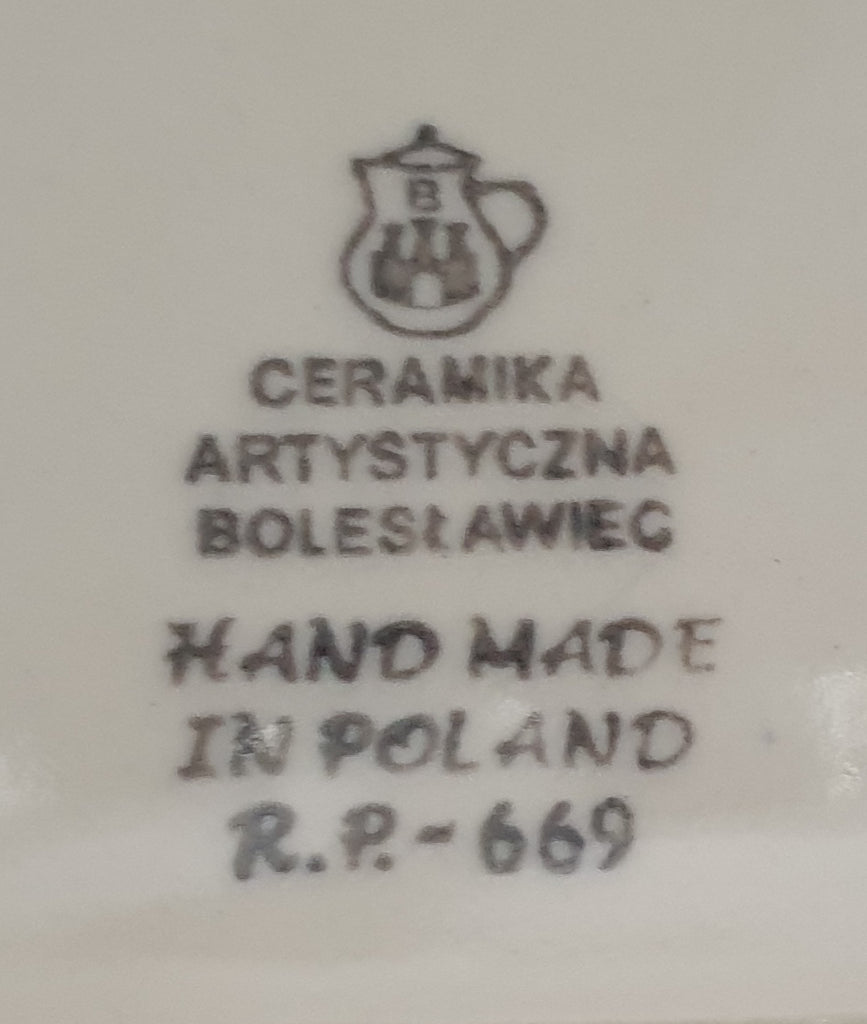 B
CERAMIKA
ARTYSTYCZNA
BOLESŁAWIEC
HAND MADE
IN POLAND
R.P.-669